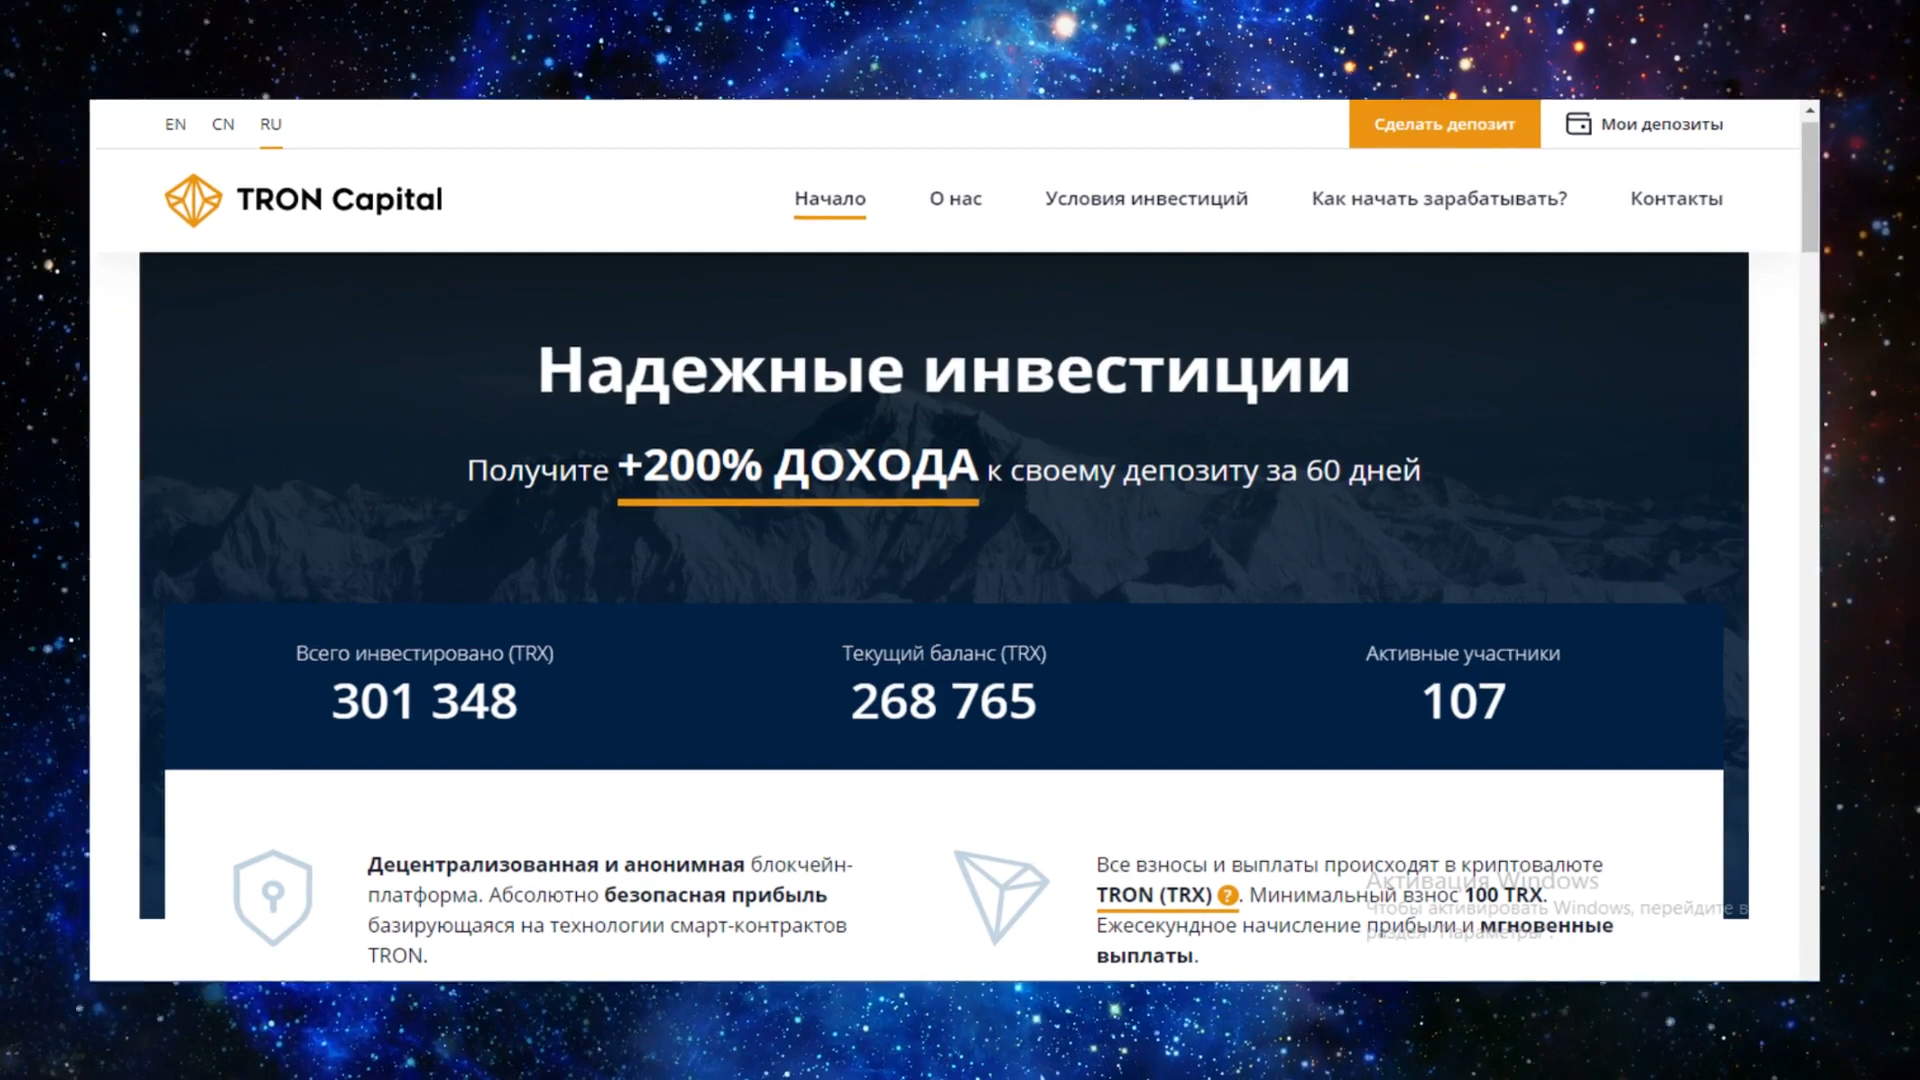 EN CN RU Сделать депозит Мои депозиты
TRON Capital Начало О нас Условия инвестиций Как начать зарабатывать? Контакты
Надежные инвестиции
Получите +200% ДОХОДА к своему депозиту за 60 дней
Всего инвестировано (TRX) Текущий баланс (TRX) Активные участники
301 348 268 765 107
Децентрализованная и анонимная блокчейн-
платформа. Абсолютно безопасная прибыль
базирующаяся на технологии смарт-контрактов
TRON.
Все взносы и выплаты происходят в криптовалюте
TRON (TRX) ? . Минимальный взнос 100 TRX.
Ежесекундное начисление прибыли и мгновенные
выплаты.
Активация Windows
Чтобы активировать Windows, перейдите в
раздел "Параметры".